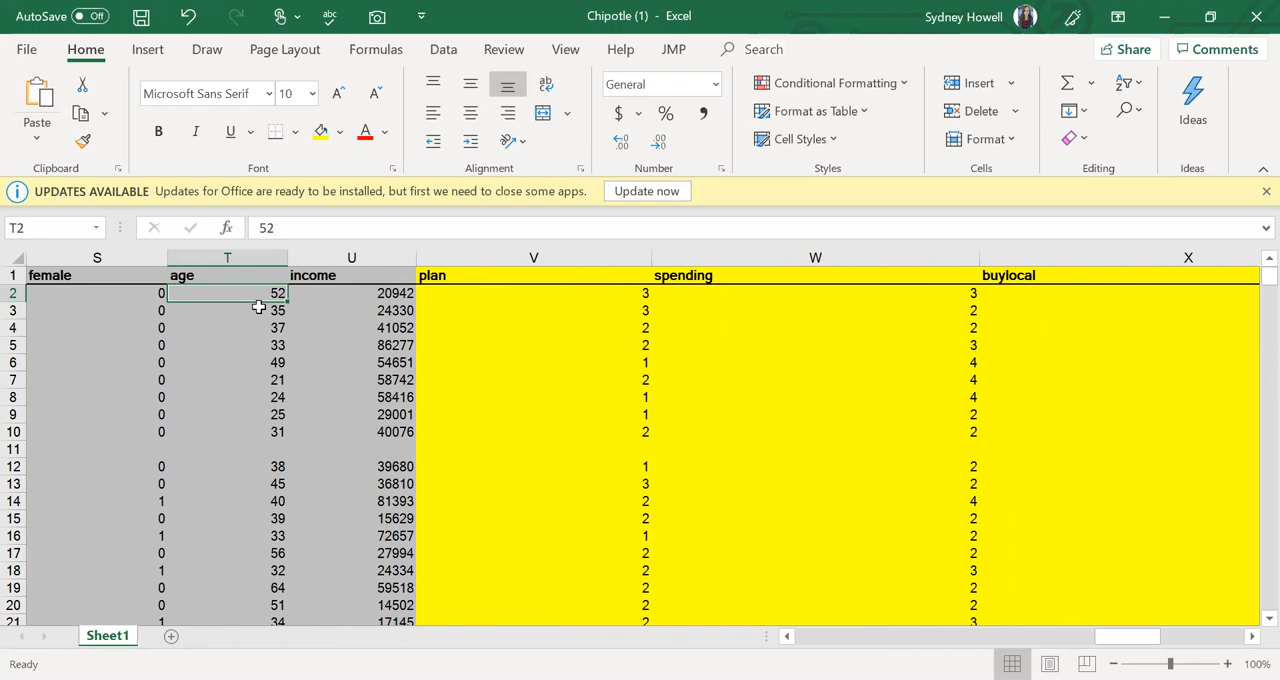 AutoSave Off Chipotle (1) - Excel Sydney Howell
File Home Insert Draw Page Layout Formulas Data Review View Help JMP Search Share Comments
Microsoft Sans Serif 10 General Conditional Formatting Insert
Paste Format as Table Delete Ideas
Cell Styles Format
Clipboard Font Alignment Number Styles Cells Editing Ideas
UPDATES AVAILABLE Updates for Office are ready to be installed, but first we need to close some apps. Update now
T2 fx 52
S T U V W X
1 female age income plan spending buylocal
2 0 52 20942 3 3
3 0 35 24330 3 2
4 0 37 41052 2 2
5 0 33 86277 2 3
6 0 49 54651 1 4
7 0 21 58742 2 4
8 0 24 58416 1 4
9 0 25 29001 1 2
10 0 31 40076 2 2
11
12 0 38 39680 1 2
13 0 45 36810 3 2
14 1 40 81393 2 4
15 0 39 15629 2 2
16 1 33 72657 1 2
17 0 56 27994 2 2
18 1 32 24334 2 3
19 0 64 59518 2 2
20 0 51 14502 2 2
21 1 34 17145 2 3
Sheet1
Ready 100%